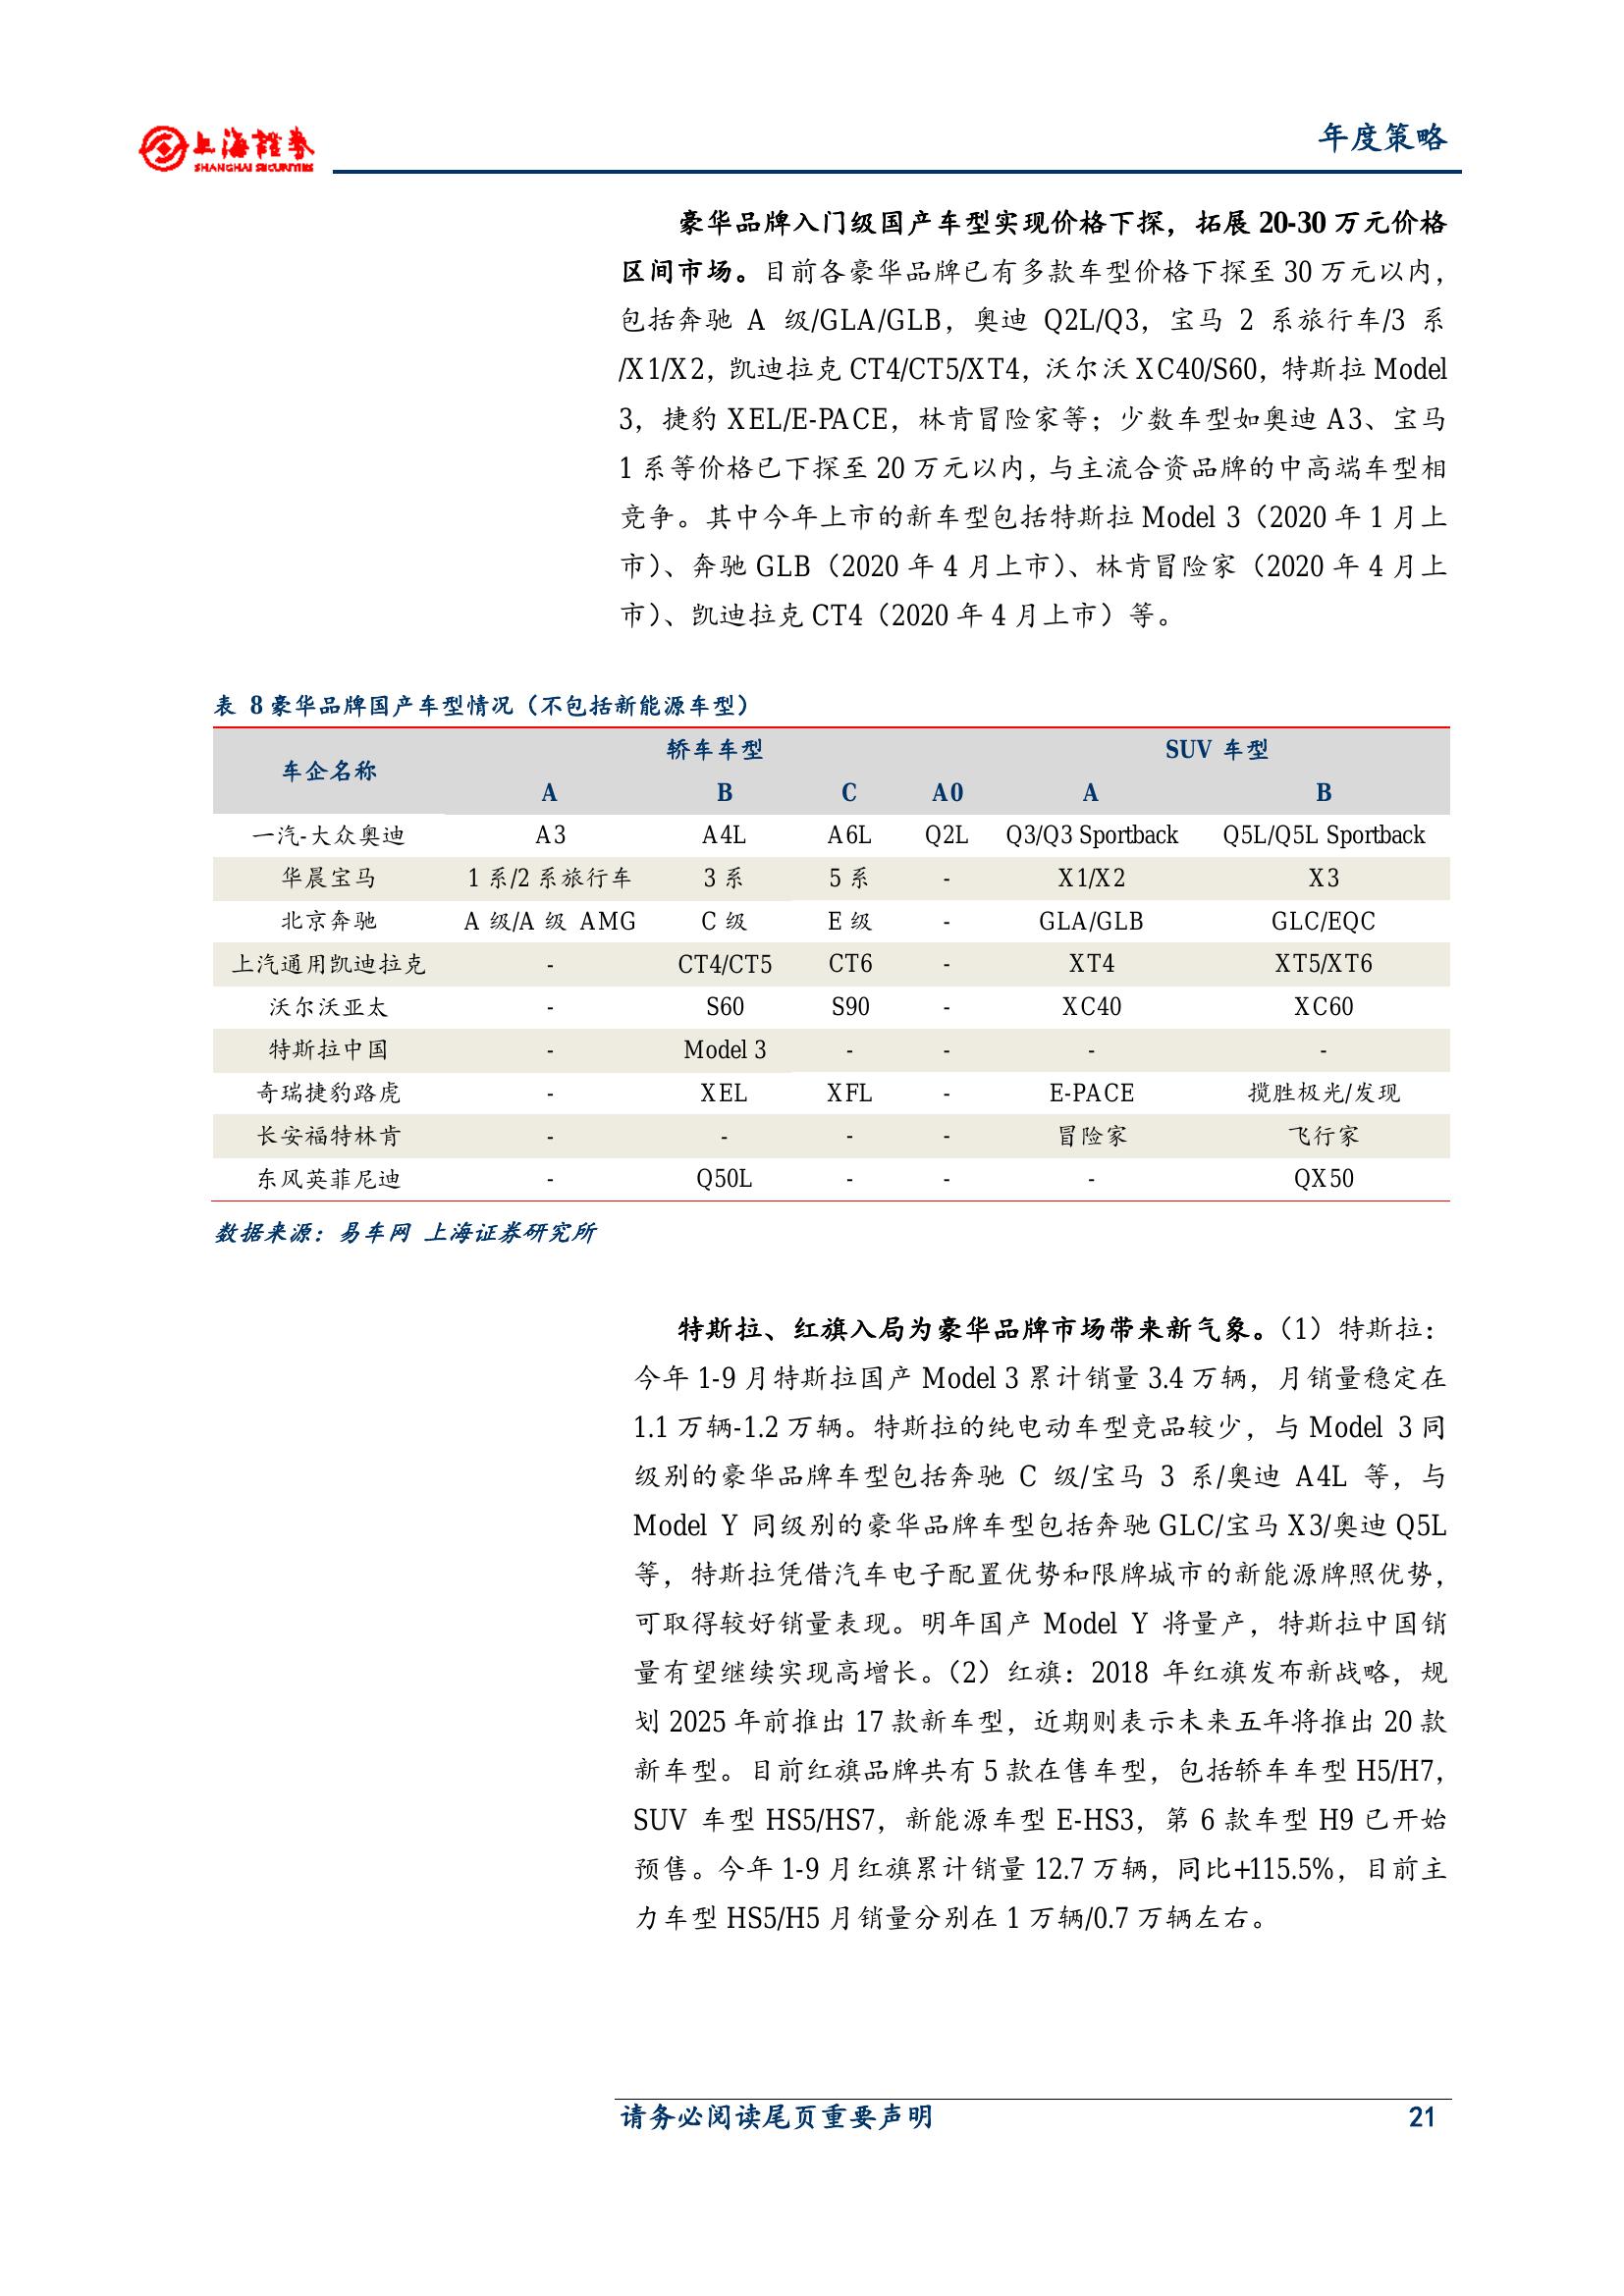 上海證券
SHANGHAI SECURITIES
年度策略
豪华品牌入门级国产车型实现价格下探，拓展 20-30 万元价格
区间市场。目前各豪华品牌已有多款车型价格下探至 30 万元以内，
包括奔驰 A 级/GLA/GLB，奥迪 Q2L/Q3，宝马 2 系旅行车/3 系
/X1/X2，凯迪拉克 CT4/CT5/XT4，沃尔沃 XC40/S60，特斯拉 Model
3，捷豹 XEL/E-PACE，林肯冒险家等；少数车型如奥迪 A3、宝马
1 系等价格已下探至 20 万元以内，与主流合资品牌的中高端车型相
竞争。其中今年上市的新车型包括特斯拉 Model 3（2020 年 1 月上
市）、奔驰 GLB（2020 年 4 月上市）、林肯冒险家（2020 年 4 月上
市）、凯迪拉克 CT4（2020 年 4 月上市）等。
表 8 豪华品牌国产车型情况（不包括新能源车型）
车企名称 轿车车型 SUV 车型
A B C A0 A B
一汽-大众奥迪 A3 A4L A6L Q2L Q3/Q3 Sportback Q5L/Q5L Sportback
华晨宝马 1 系/2 系旅行车 3 系 5 系 - X1/X2 X3
北京奔驰 A 级/A 级 AMG C 级 E 级 - GLA/GLB GLC/EQC
上汽通用凯迪拉克 - CT4/CT5 CT6 - XT4 XT5/XT6
沃尔沃亚太 - S60 S90 - XC40 XC60
特斯拉中国 - Model 3 - - - -
奇瑞捷豹路虎 - XEL XFL - E-PACE 揽胜极光/发现
长安福特林肯 - - - - 冒险家 飞行家
东风英菲尼迪 - Q50L - - - QX50
数据来源：易车网 上海证券研究所
特斯拉、红旗入局为豪华品牌市场带来新气象。（1）特斯拉：
今年 1-9 月特斯拉国产 Model 3 累计销量 3.4 万辆，月销量稳定在
1.1 万辆-1.2 万辆。特斯拉的纯电动车型竞品较少，与 Model 3 同
级别的豪华品牌车型包括奔驰 C 级/宝马 3 系/奥迪 A4L 等，与
Model Y 同级别的豪华品牌车型包括奔驰 GLC/宝马 X3/奥迪 Q5L
等，特斯拉凭借汽车电子配置优势和限牌城市的新能源牌照优势，
可取得较好销量表现。明年国产 Model Y 将量产，特斯拉中国销
量有望继续实现高增长。（2）红旗：2018 年红旗发布新战略，规
划 2025 年前推出 17 款新车型，近期则表示未来五年将推出 20 款
新车型。目前红旗品牌共有 5 款在售车型，包括轿车车型 H5/H7，
SUV 车型 HS5/HS7，新能源车型 E-HS3，第 6 款车型 H9 已开始
预售。今年 1-9 月红旗累计销量 12.7 万辆，同比+115.5%，目前主
力车型 HS5/H5 月销量分别在 1 万辆/0.7 万辆左右。
请务必阅读尾页重要声明 21